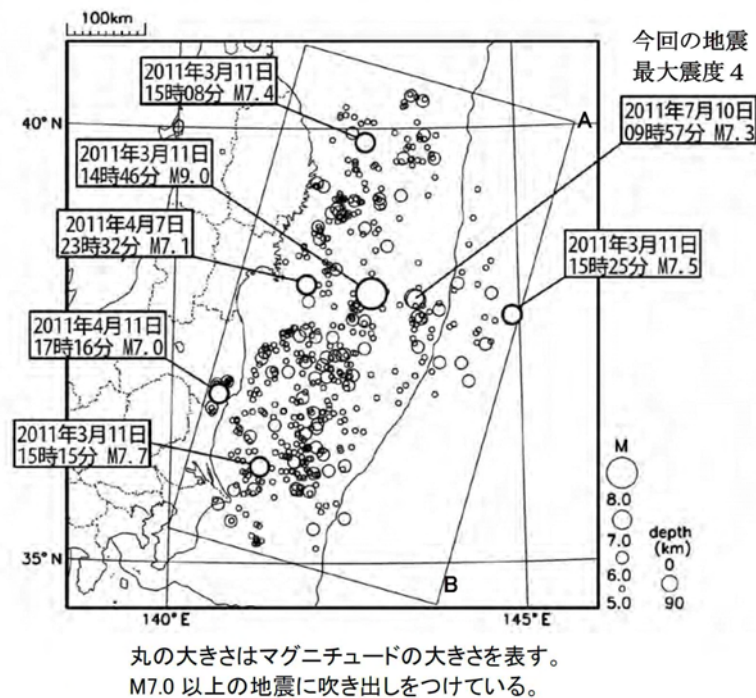 100km
今回の地震
最大震度 4
2011年3月11日
15時08分 M7.4
2011年7月10日
09時57分 M7.3
40°N
A
2011年3月11日
14時46分 M9.0
2011年4月7日
23時32分 M7.1
2011年3月11日
15時25分 M7.5
2011年4月11日
17時16分 M7.0
2011年3月11日
15時15分 M7.7
M
8.0
7.0
6.0
5.0
depth
(km)
0
90
35°N
B
140°E
145°E
丸の大きさはマグニチュードの大きさを表す。
M7.0 以上の地震に吹き出しをつけている。